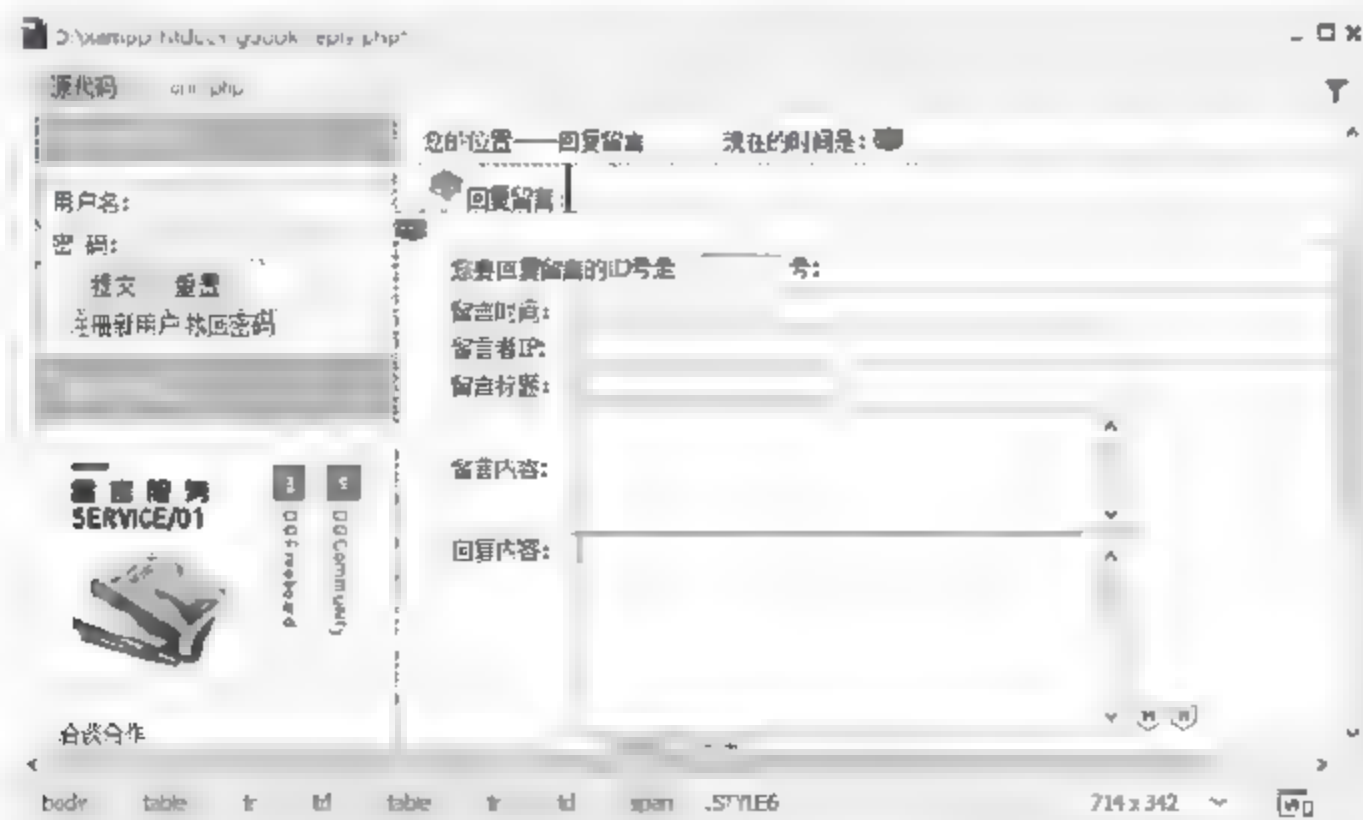 源代码 conn.php
您的位置——回复留言 现在的时间是:
回复留言:
用户名:
密 码:
提交 重置
注册新用户 找回密码
您要回复留言的ID号是 号:
留言时间:
留言者IP:
留言标题:
留言内容:
回复内容:
SERVICE/01
DGCommunity
合作
body table tr td table tr td span .STYLE6 714 x 342